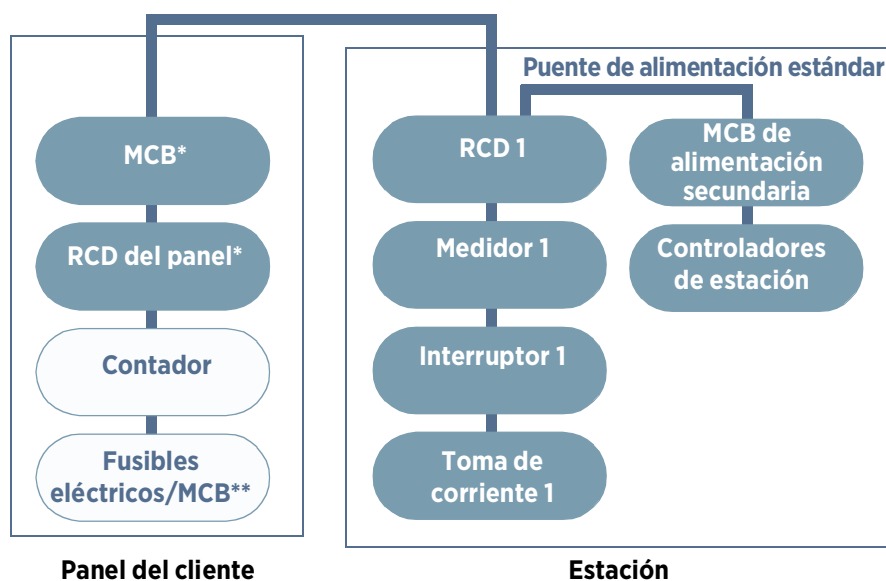 Puente de alimentación estándar
MCB*
RCD del panel*
Contador
Fusibles
eléctricos/MCB**
RCD 1
Medidor 1
Interruptor 1
Toma de
corriente 1
MCB de
alimentación
secundaria
Controladores
de estación
Panel del cliente
Estación